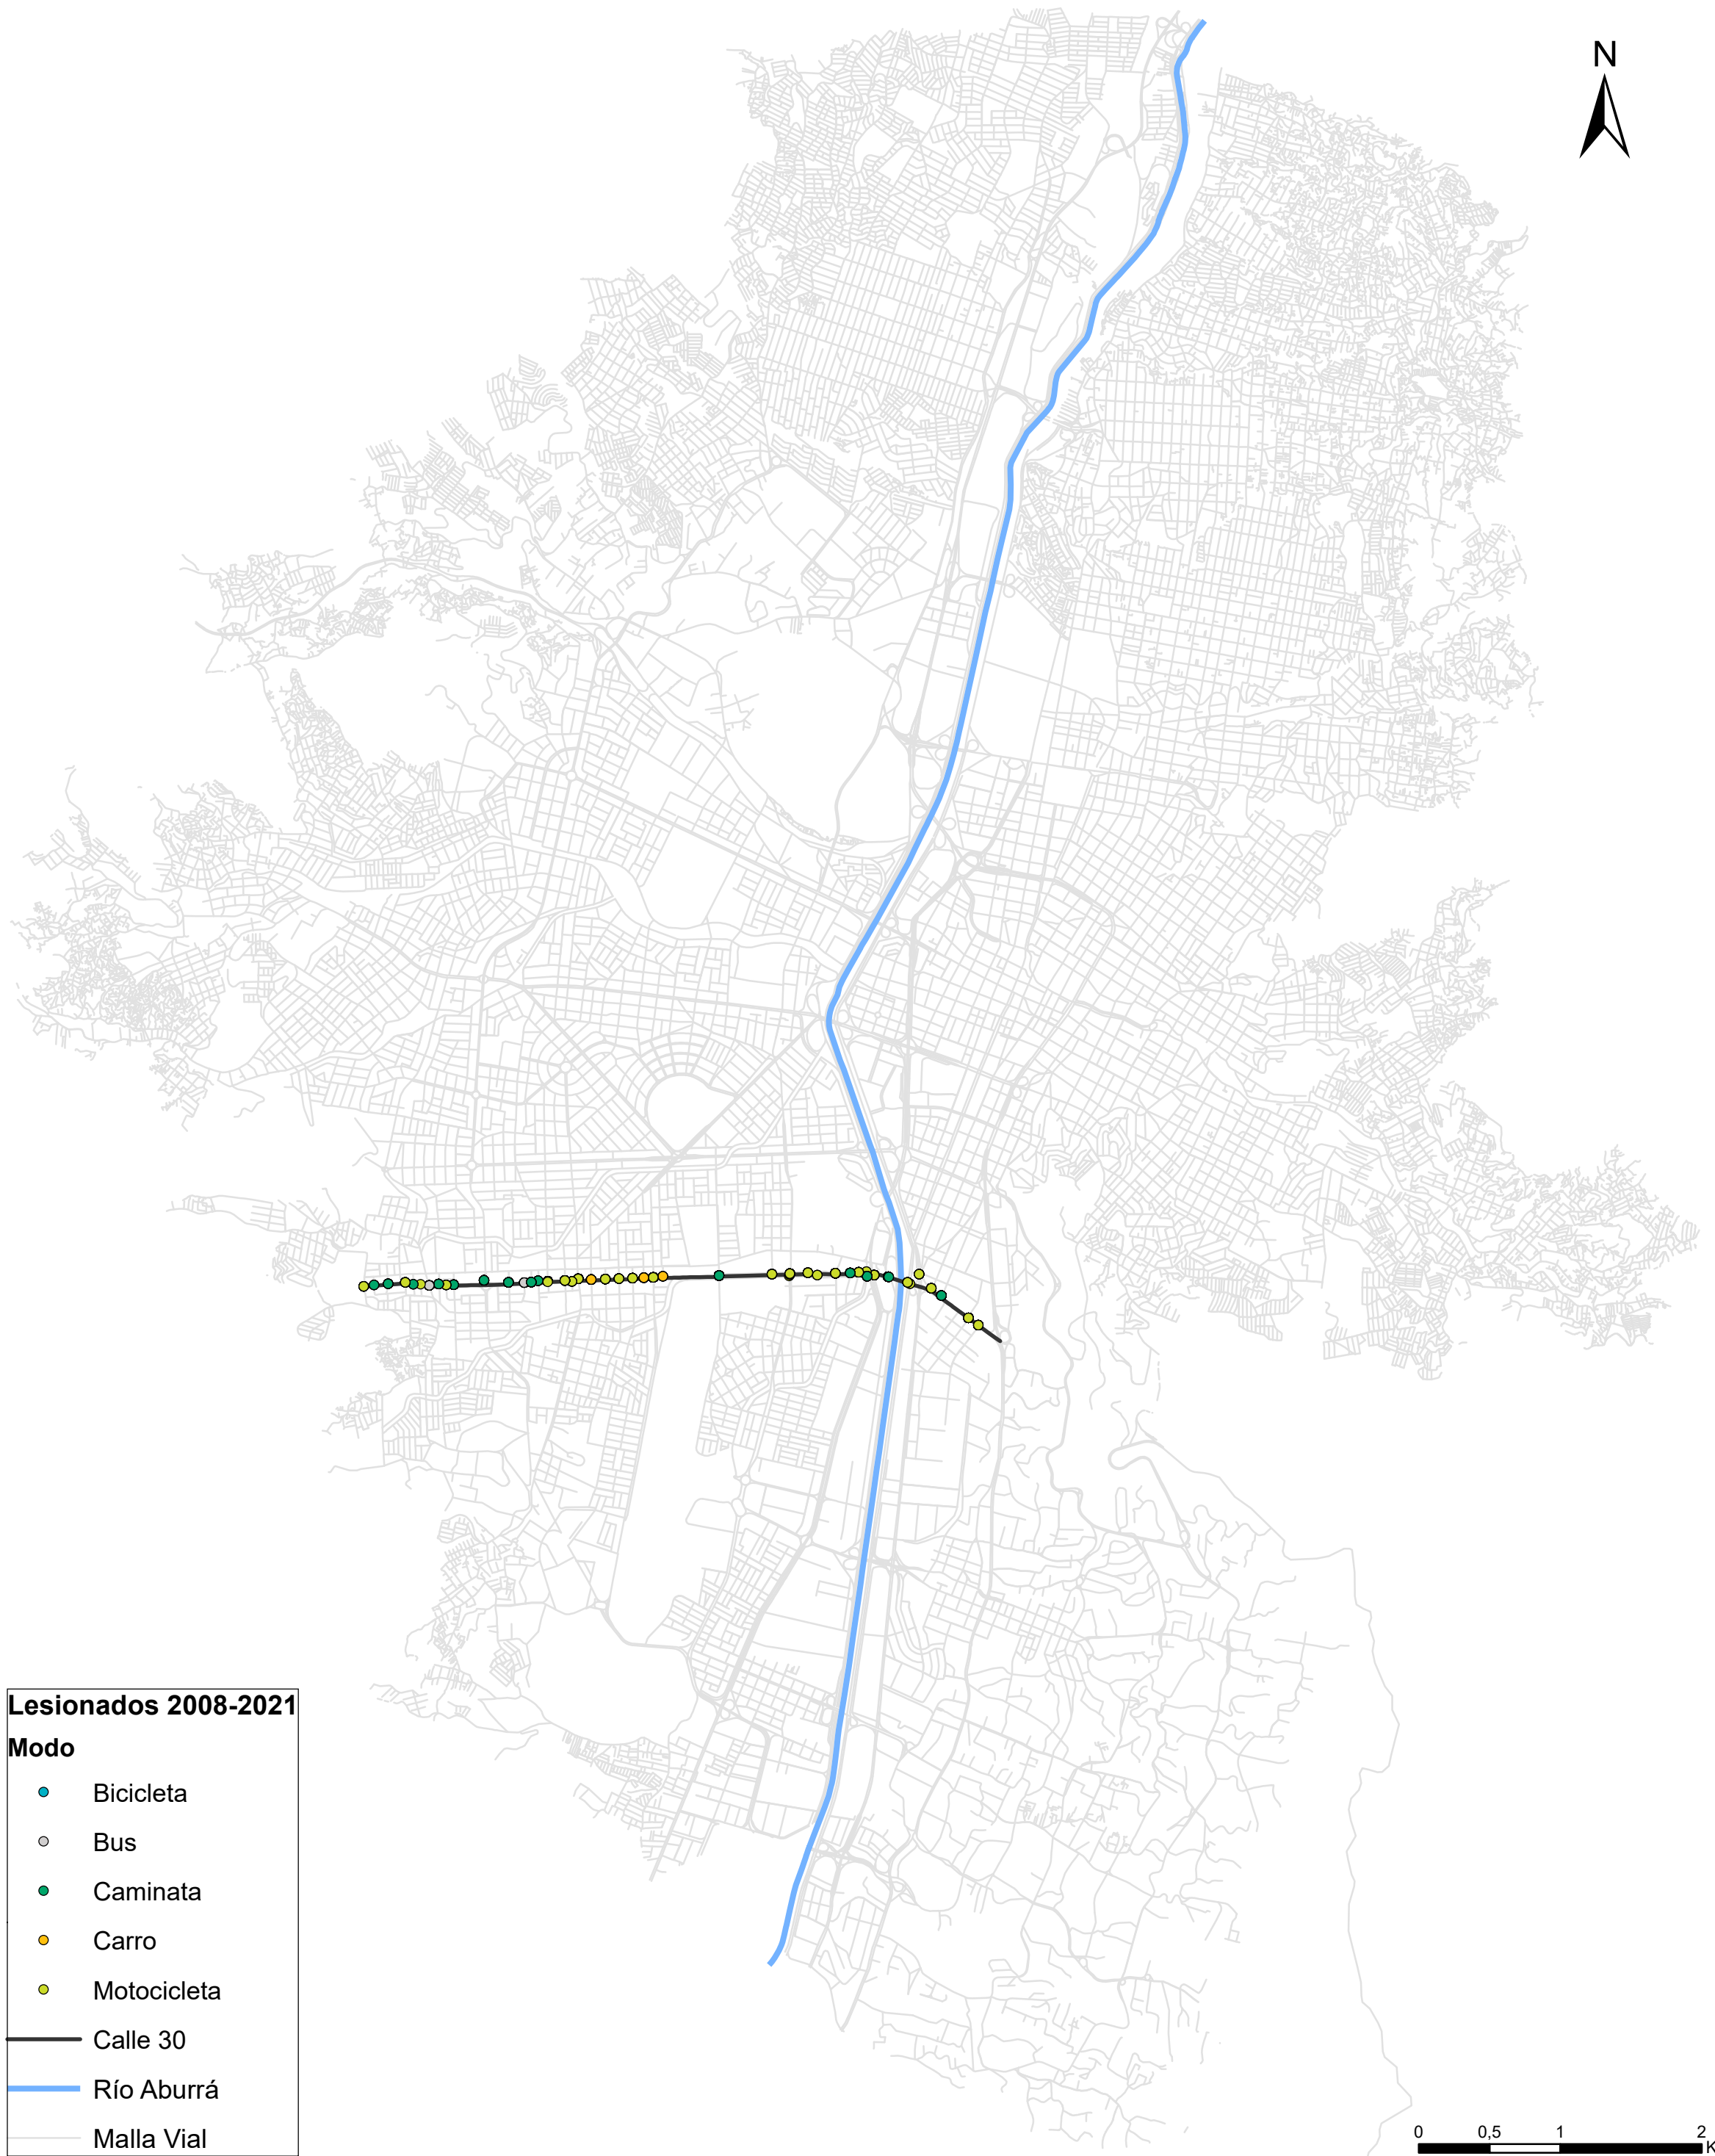 N
Lesionados 2008-2021
Modo
Bicicleta
Bus
Caminata
Carro
Motocicleta
Calle 30
Río Aburrá
Malla Vial
0 0,5 1 2
K